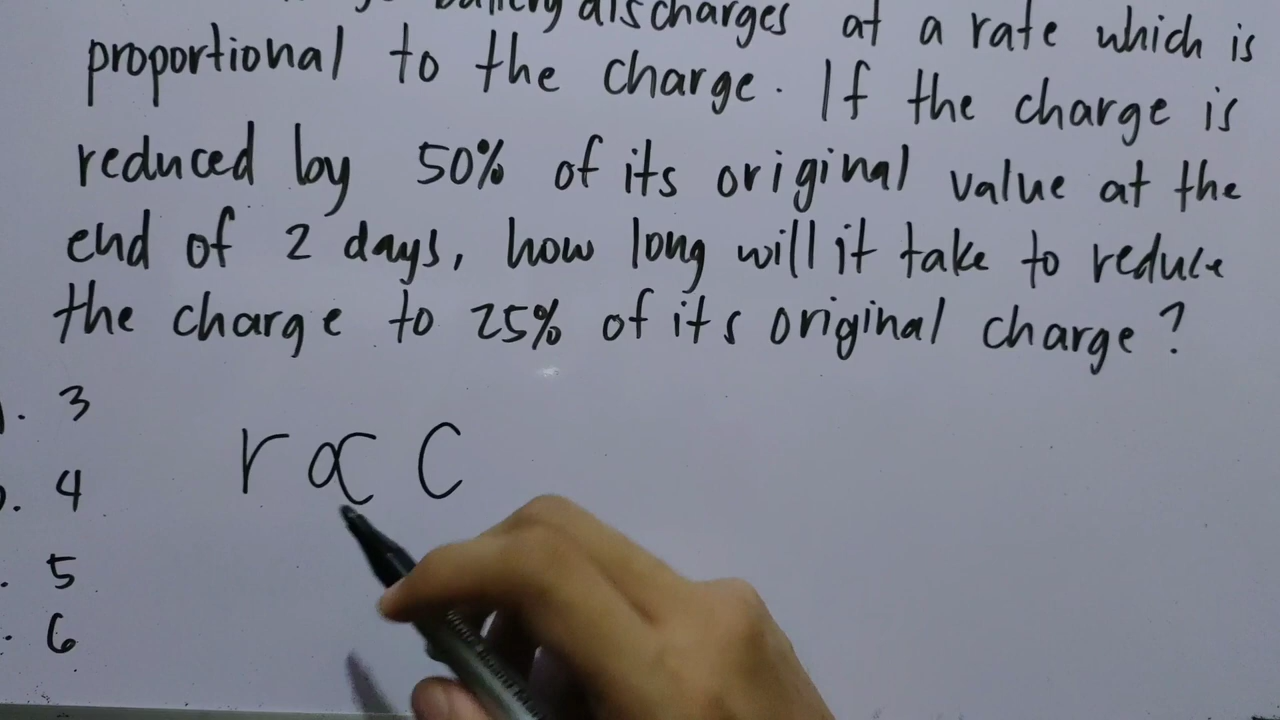 battery discharges at a rate which is
proportional to the charge. If the charge is
reduced by 50% of its original value at the
end of 2 days, how long will it take to reduce
the charge to 25% of its original charge?
. 3
. 4
. 5
. 6
r ∝ C